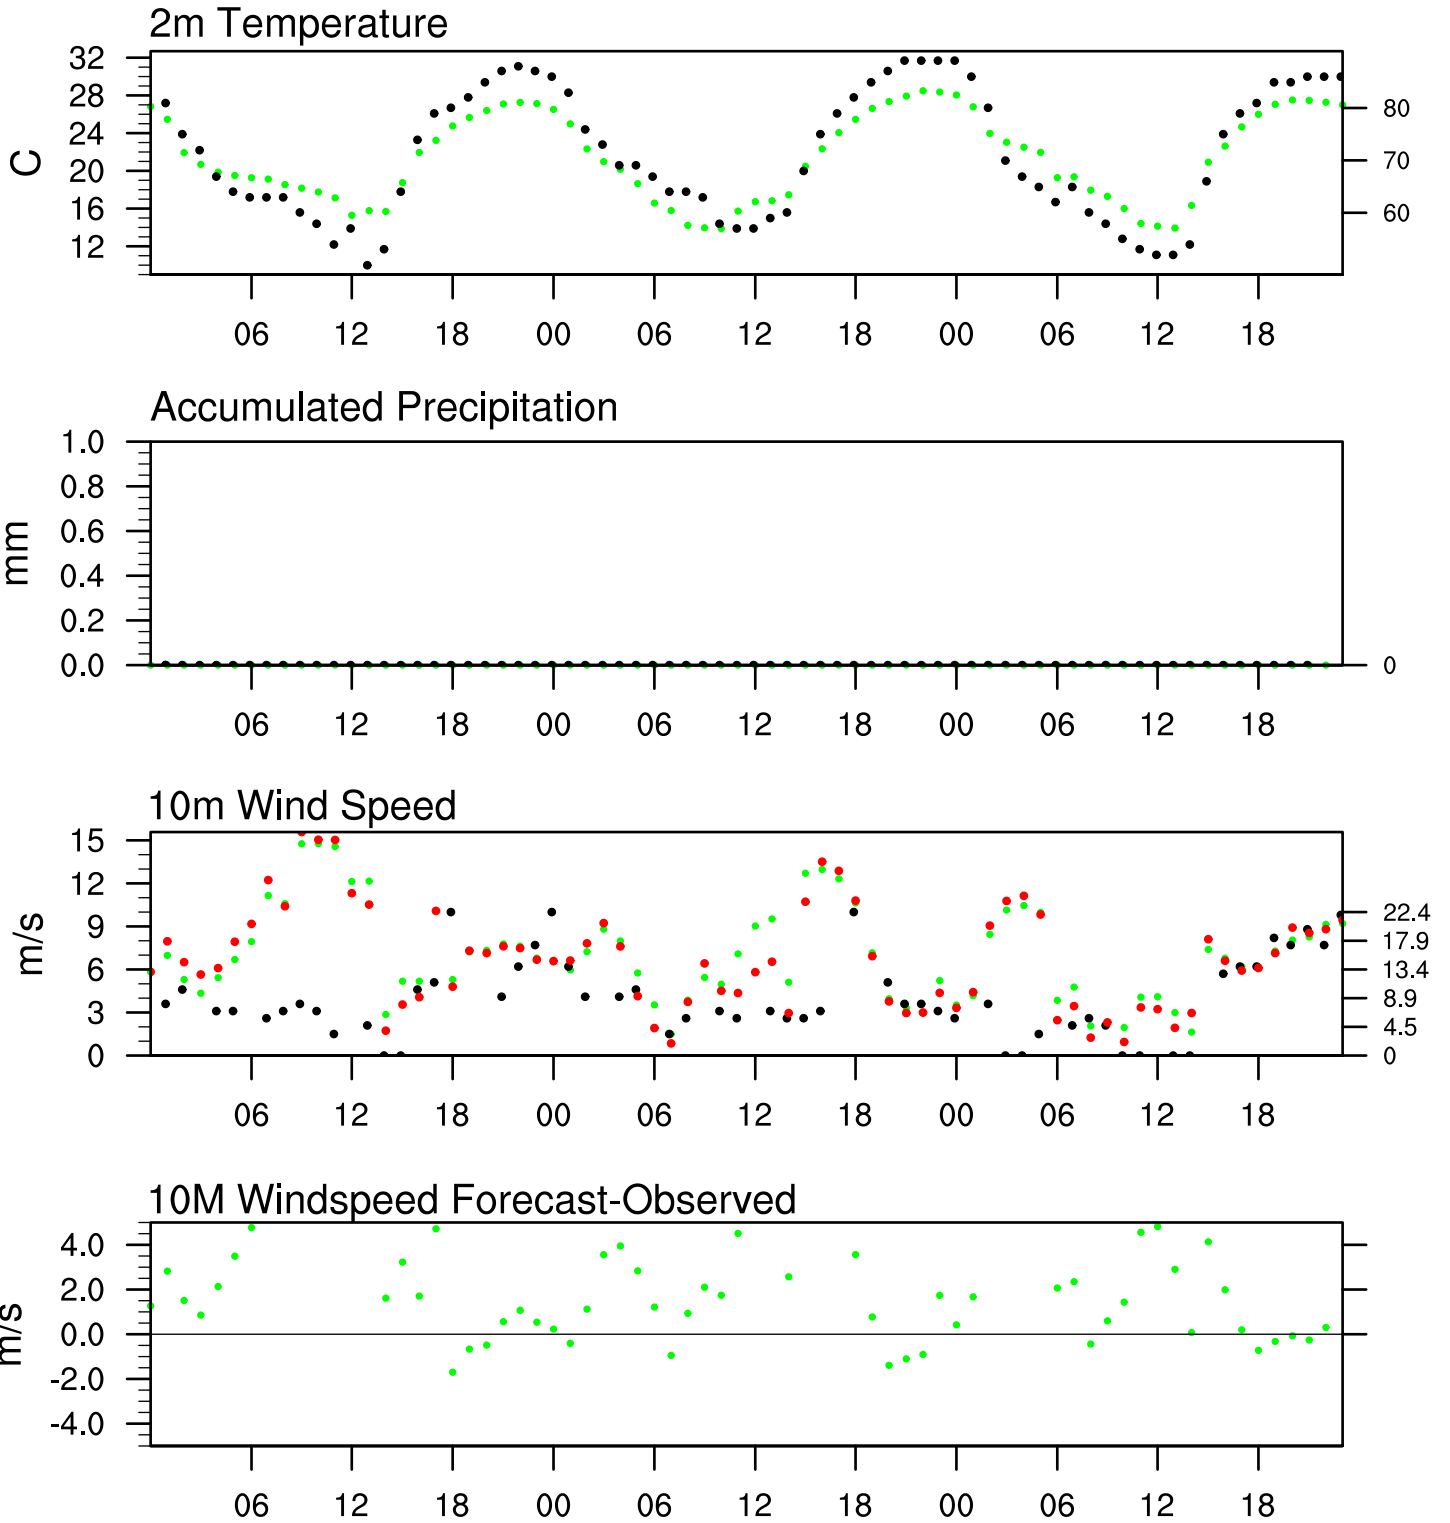 2m Temperature
32
28
24
20
16
12
C
80
70
60
06 12 18 00 06 12 18 00 06 12 18
Accumulated Precipitation
1.0
0.8
0.6
0.4
0.2
0.0
mm
0
06 12 18 00 06 12 18 00 06 12 18
10m Wind Speed
15
12
9
6
3
0
m/s
22.4
17.9
13.4
8.9
4.5
0
06 12 18 00 06 12 18 00 06 12 18
10M Windspeed Forecast-Observed
4.0
2.0
0.0
-2.0
-4.0
m/s
06 12 18 00 06 12 18 00 06 12 18